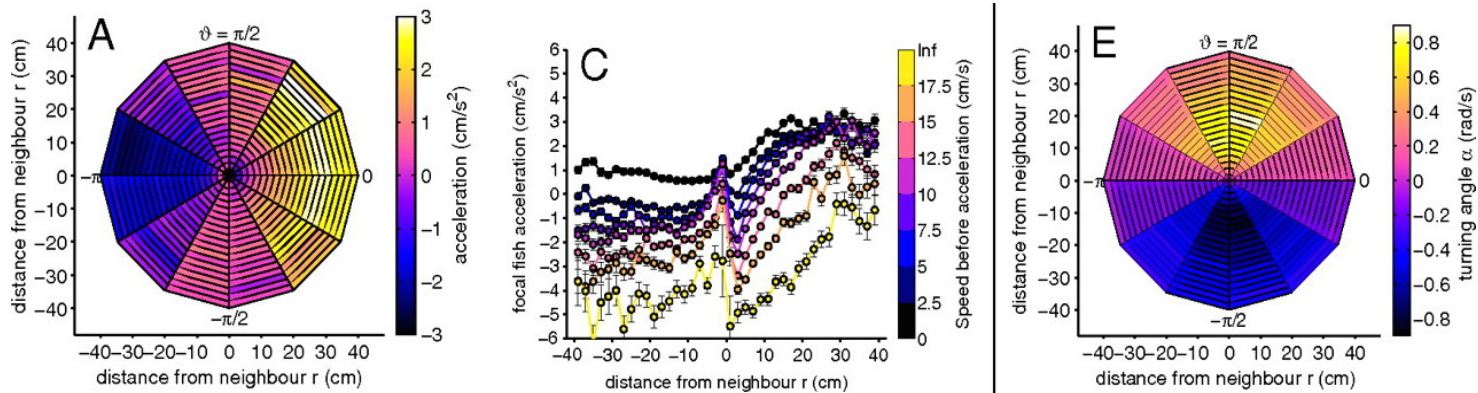 A
ϑ = π/2
−π
0
−π/2
40
30
20
10
0
−10
−20
−30
−40
distance from neighbour r (cm)
−40 −30 −20 −10 0 10 20 30 40
distance from neighbour r (cm)
3
2
1
0
−1
−2
−3
acceleration (cm/s²)
C
6
5
4
3
2
1
0
−1
−2
−3
−4
−5
−6
focal fish acceleration (cm/s²)
−40 −30 −20 −10 0 10 20 30 40
distance from neighbour r (cm)
Inf
17.5
15
12.5
10
7.5
5
2.5
0
Speed before acceleration (cm/s)
E
ϑ = π/2
−π
0
−π/2
40
30
20
10
0
−10
−20
−30
−40
distance from neighbour r (cm)
−40 −30 −20 −10 0 10 20 30 40
distance from neighbour r (cm)
0.8
0.6
0.4
0.2
0
−0.2
−0.4
−0.6
−0.8
turning angle α (rad/s)